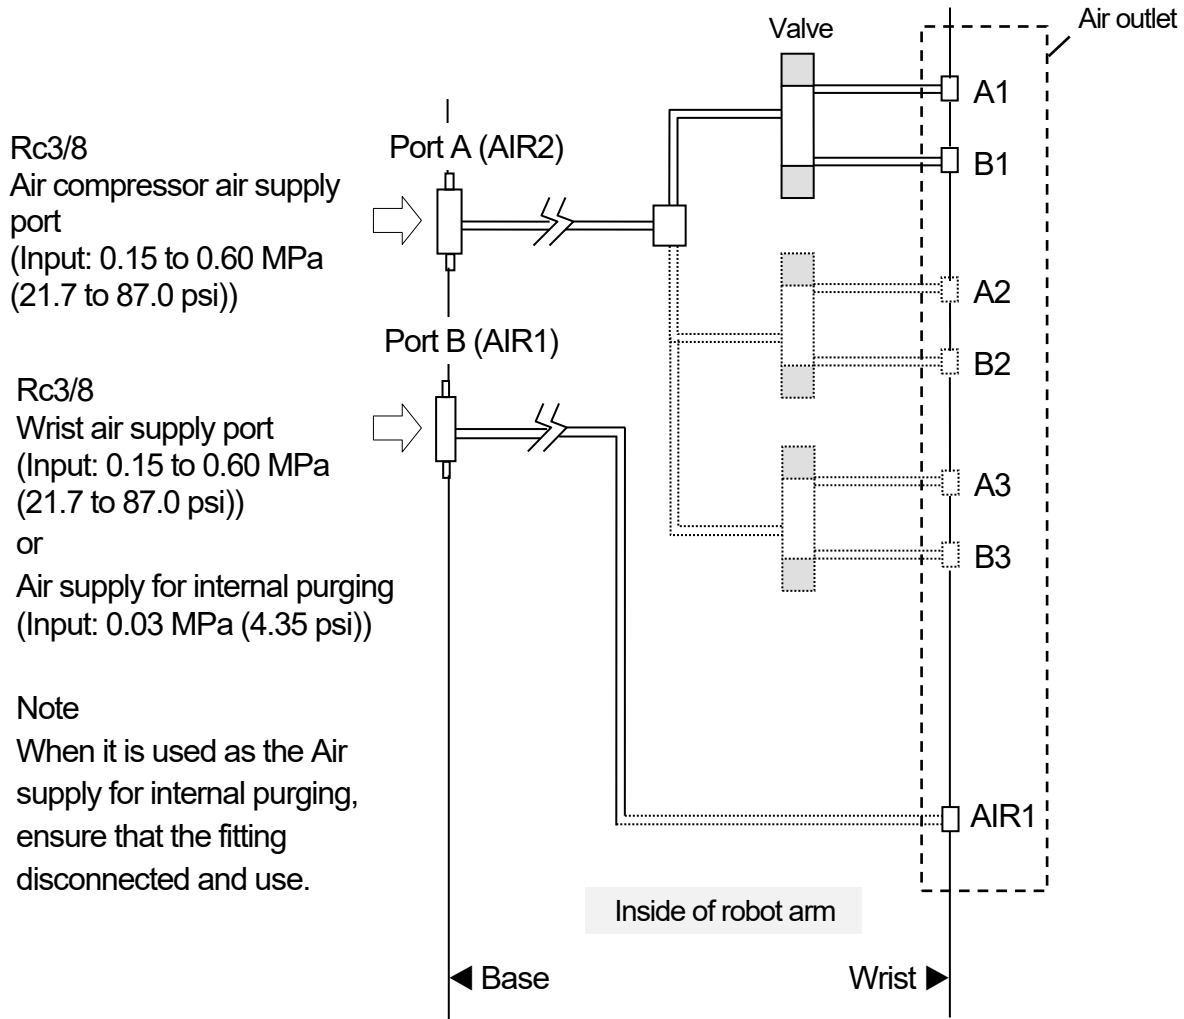 Air outlet
Valve
A1
B1
Rc3/8
Air compressor air supply
port
(Input: 0.15 to 0.60 MPa
(21.7 to 87.0 psi))
Port A (AIR2)
A2
B2
Port B (AIR1)
Rc3/8
Wrist air supply port
(Input: 0.15 to 0.60 MPa
(21.7 to 87.0 psi))
or
Air supply for internal purging
(Input: 0.03 MPa (4.35 psi))
A3
B3
Note
When it is used as the Air
supply for internal purging,
ensure that the fitting
disconnected and use.
AIR1
Inside of robot arm
Base
Wrist